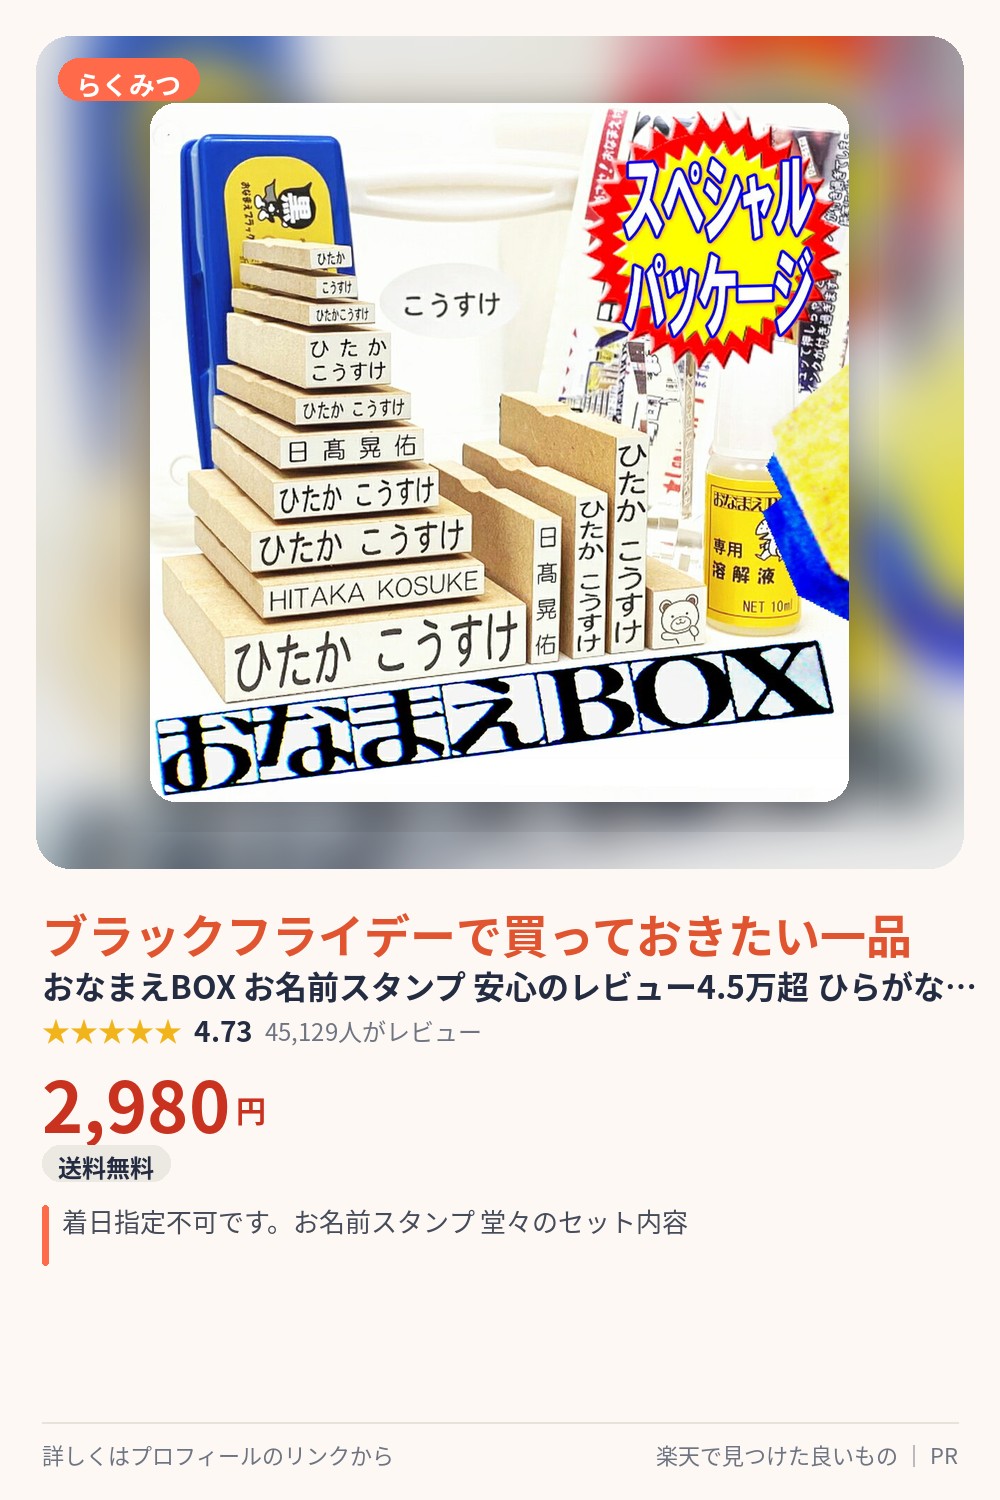 らくみつ
スペシャル
パッケージ
黒
ひたか
こうすけ
ひたかこうすけ
ひたか
こうすけ
ひたか こうすけ
日髙晃佑
ひたか こうすけ
ひたか こうすけ
HITAKA KOSUKE
ひたか こうすけ
こうすけ
日髙晃佑
ひたか こうすけ
ひたか こうすけ
専用
溶解液
NET 10ml
おなまえBOX
ブラックフライデーで買っておきたい一品
おなまえBOX お名前スタンプ 安心のレビュー4.5万超 ひらがな…
★★★★★ 4.73 45,129人がレビュー
2,980円
送料無料
着日指定不可です。お名前スタンプ 堂々のセット内容
詳しくはプロフィールのリンクから
楽天で見つけた良いもの｜PR